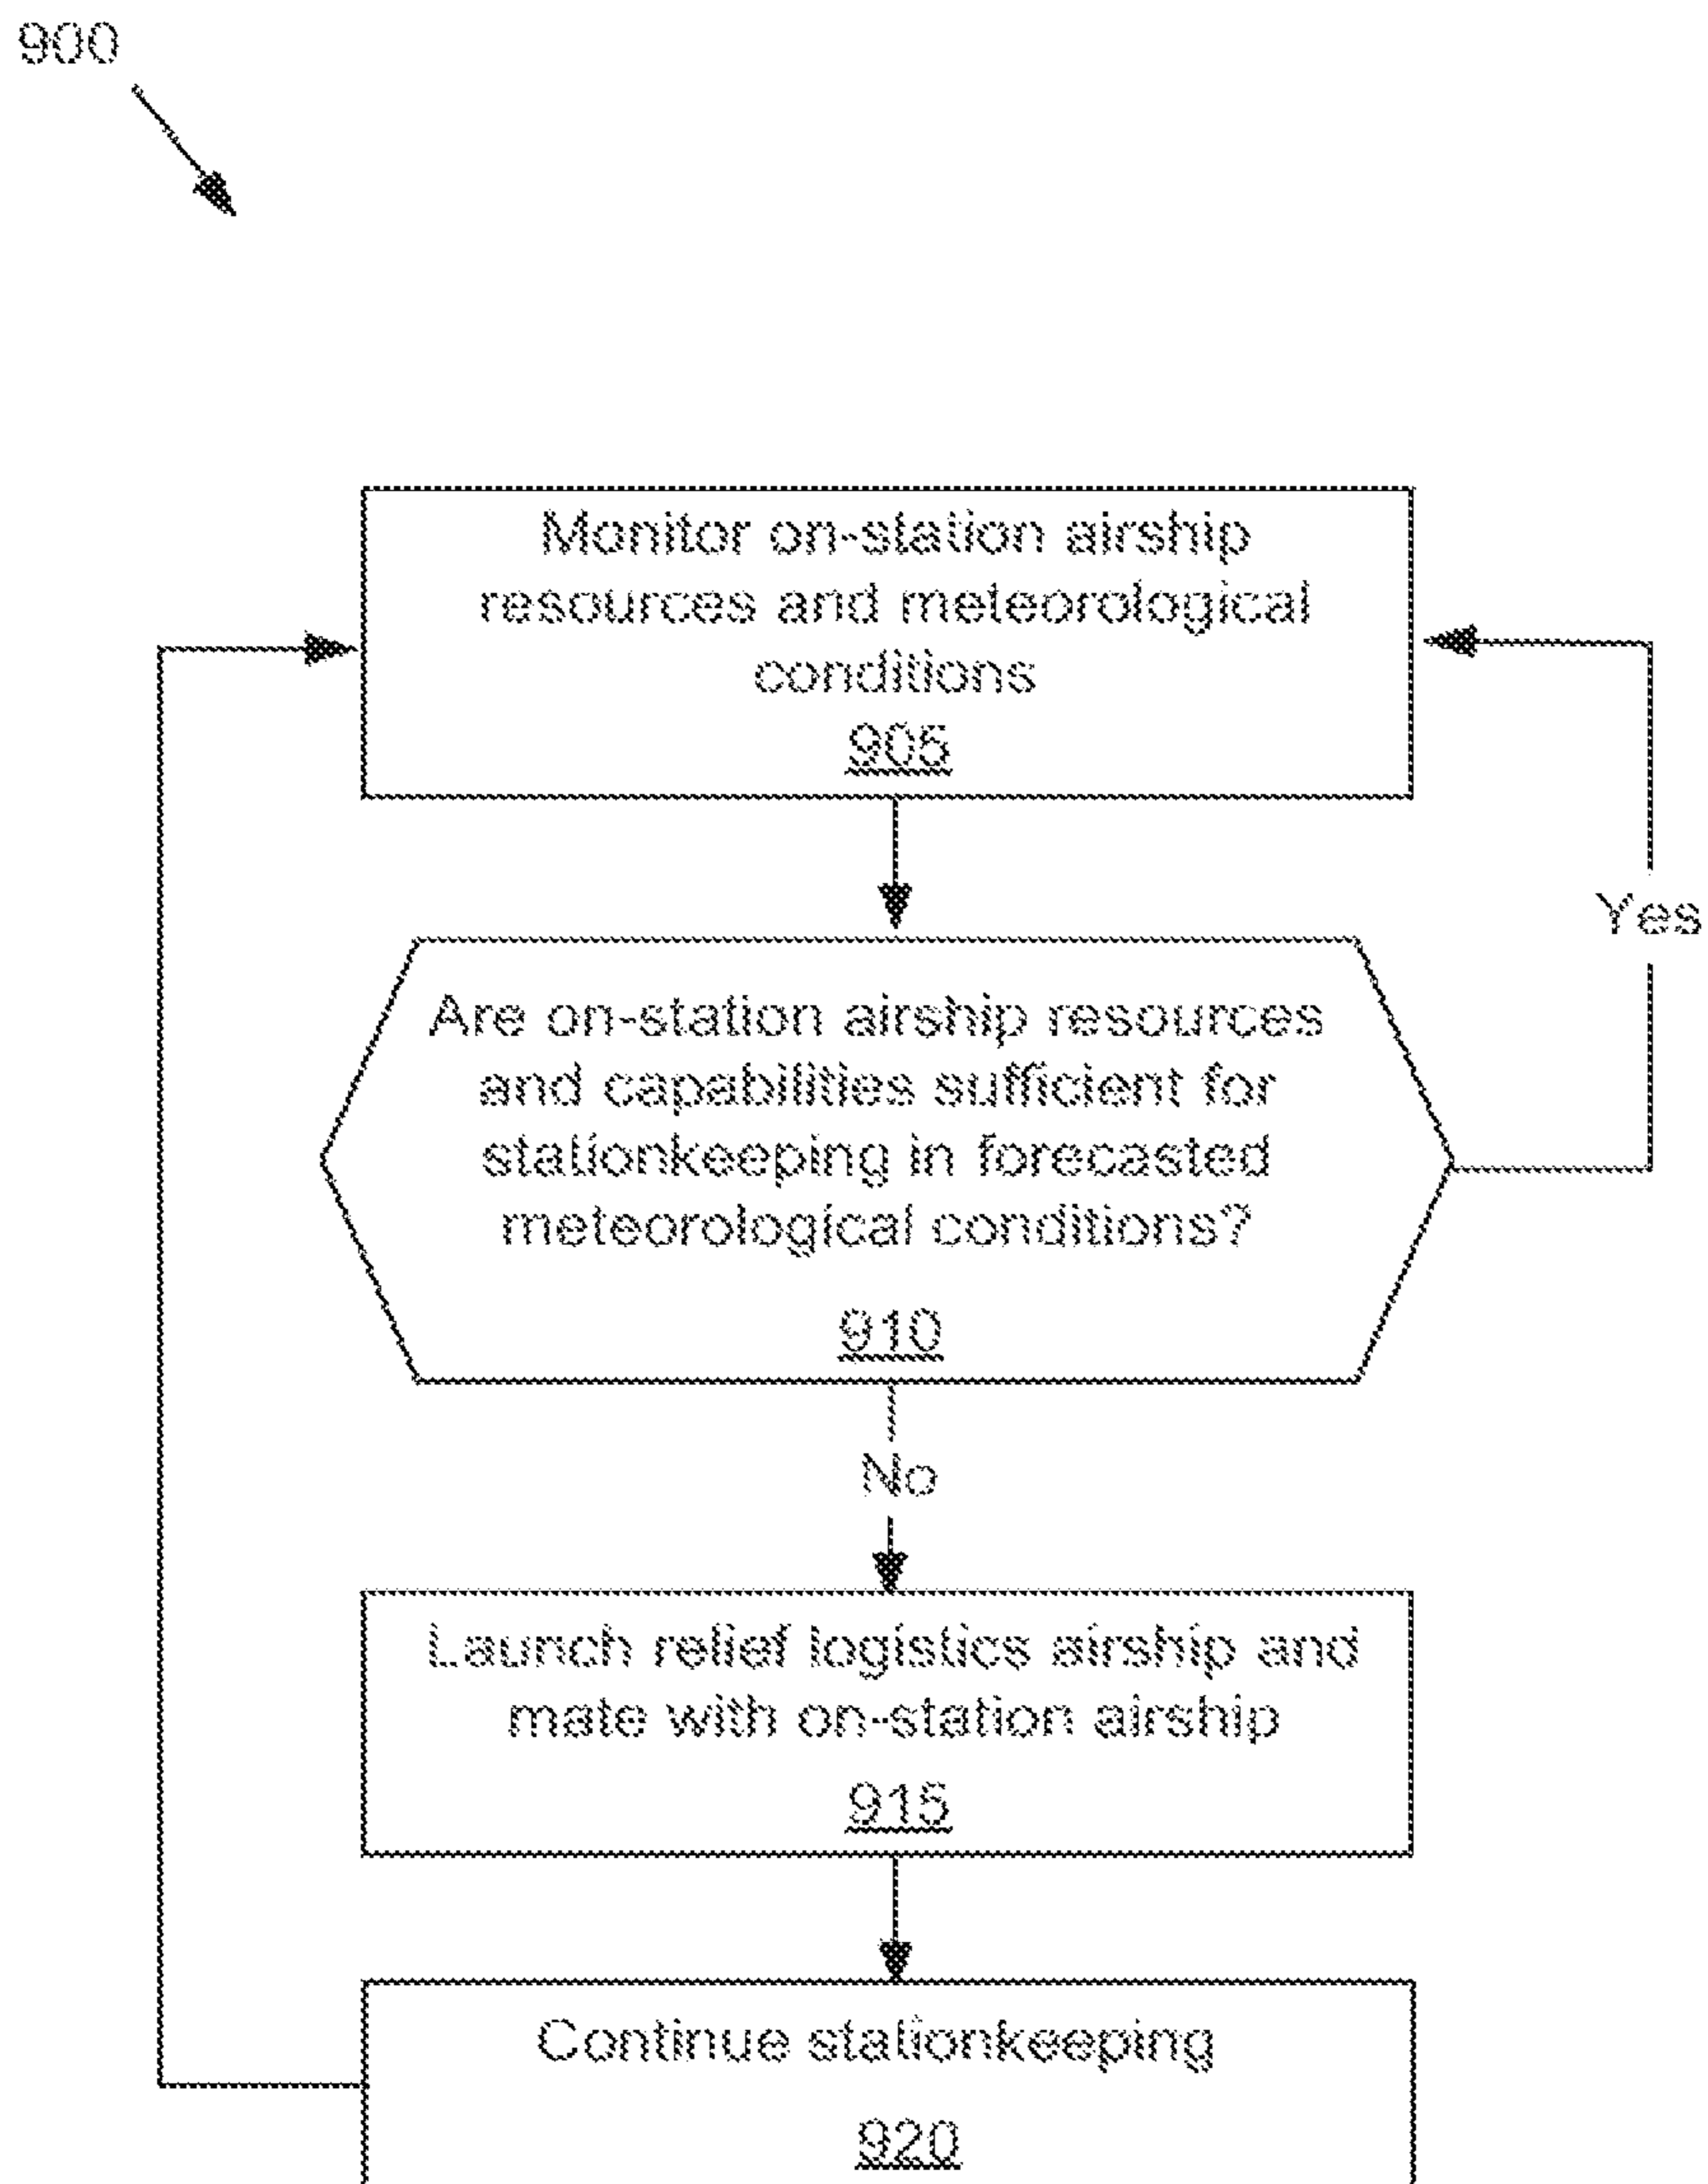 900
Monitor on-station airship
resources and meteorological
conditions
905
Yes
Are on-station airship resources
and capabilities sufficient for
stationkeeping in forecasted
meteorological conditions?
910
No
Launch relief logistics airship and
mate with on-station airship
915
Continue stationkeeping
920